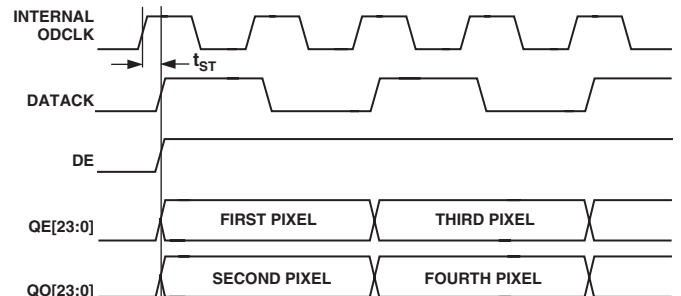 INTERNAL
ODCLK
tST
DATACK
DE
QE[23:0]
FIRST PIXEL THIRD PIXEL
QO[23:0]
SECOND PIXEL FOURTH PIXEL